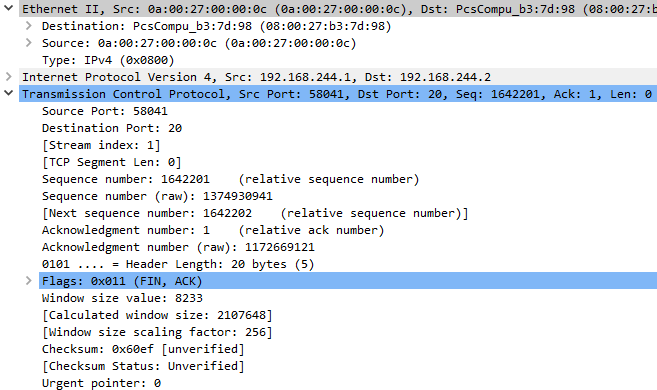 Ethernet II, Src: 0a:00:27:00:00:0c (0a:00:27:00:00:0c), Dst: PcsCompu_b3:7d:98 (08:00:27:b
Destination: PcsCompu_b3:7d:98 (08:00:27:b3:7d:98)
Source: 0a:00:27:00:00:0c (0a:00:27:00:00:0c)
Type: IPv4 (0x0800)
Internet Protocol Version 4, Src: 192.168.244.1, Dst: 192.168.244.2
Transmission Control Protocol, Src Port: 58041, Dst Port: 20, Seq: 1642201, Ack: 1, Len: 0
Source Port: 58041
Destination Port: 20
[Stream index: 1]
[TCP Segment Len: 0]
Sequence number: 1642201    (relative sequence number)
Sequence number (raw): 1374930941
[Next sequence number: 1642202    (relative sequence number)]
Acknowledgment number: 1    (relative ack number)
Acknowledgment number (raw): 1172669121
0101 .... = Header Length: 20 bytes (5)
Flags: 0x011 (FIN, ACK)
Window size value: 8233
[Calculated window size: 2107648]
[Window size scaling factor: 256]
Checksum: 0x60ef [unverified]
[Checksum Status: Unverified]
Urgent pointer: 0